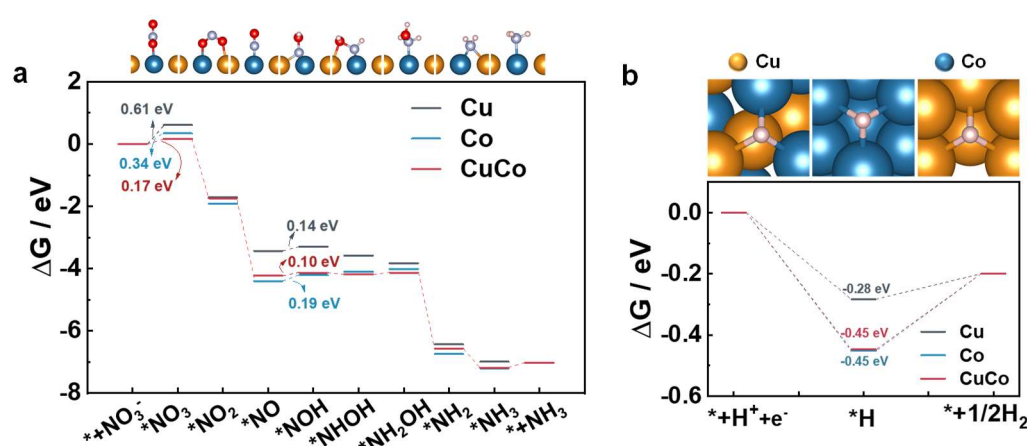 a
2
0
-2
-4
-6
-8
ΔG / eV
0.61 eV
0.34 eV
0.17 eV
0.14 eV
0.10 eV
0.19 eV
Cu
Co
CuCo
*+NO₃⁻
*NO₃
*NO₂
*NO
*NOH
*NHOH
*NH₂OH
*NH₂
*NH₃
*+NH₃
b
Cu
Co
0.0
-0.2
-0.4
-0.6
ΔG / eV
-0.28 eV
-0.45 eV
-0.45 eV
Cu
Co
CuCo
*+H⁺+e⁻
*H
*+1/2H₂